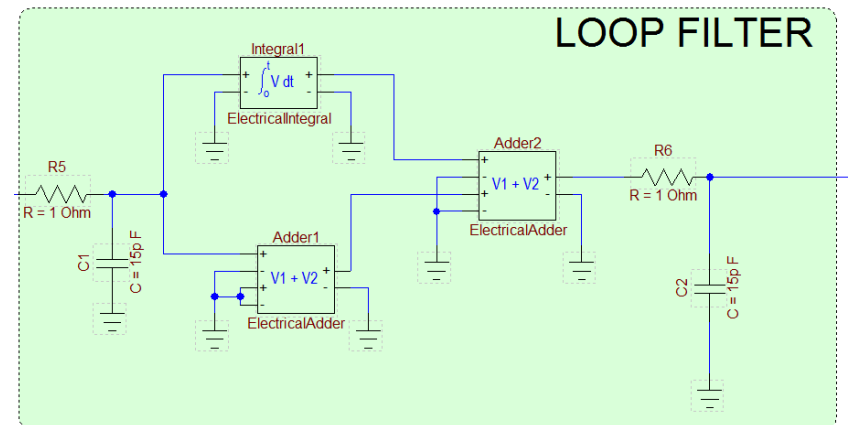 LOOP FILTER
Integral1
+
+
∫ t o V dt
-
-
ElectricalIntegral
R5
R = 1 Ohm
C1
C = 15p F
Adder1
+
-
V1 + V2
+
+
-
-
ElectricalAdder
Adder2
+
-
V1 + V2
+
+
-
-
ElectricalAdder
R6
R = 1 Ohm
C2
C = 15p F